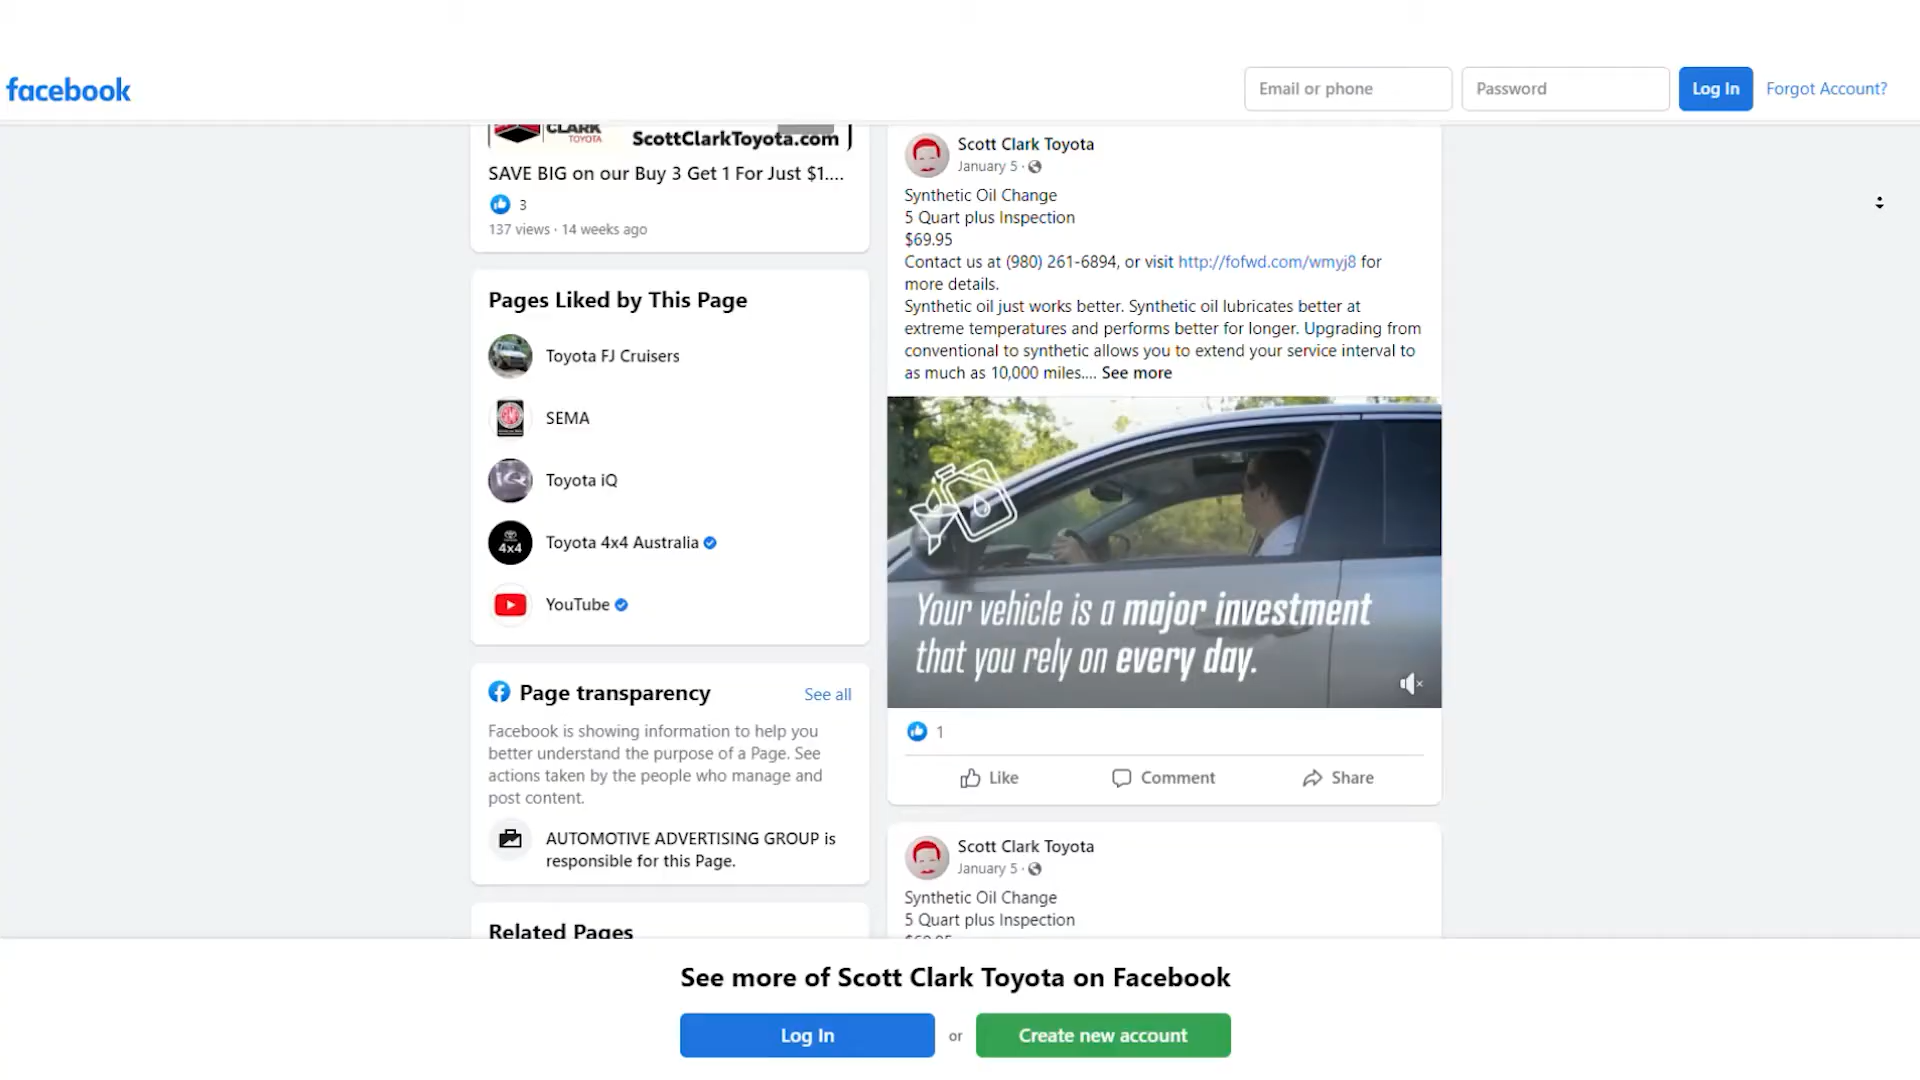 facebook
Email or phone
Password
Log In
Forgot Account?
CLARK
TOYOTA
ScottClarkToyota.com
SAVE BIG on our Buy 3 Get 1 For Just $1....
3
137 views · 14 weeks ago
Pages Liked by This Page
Toyota FJ Cruisers
SEMA
Toyota iQ
4x4
Toyota 4x4 Australia
YouTube
Page transparency
See all
Facebook is showing information to help you
better understand the purpose of a Page. See
actions taken by the people who manage and
post content.
AUTOMOTIVE ADVERTISING GROUP is
responsible for this Page.
Related Pages
Scott Clark Toyota
January 5 ·
Synthetic Oil Change
5 Quart plus Inspection
$69.95
Contact us at (980) 261-6894, or visit http://fofwd.com/wmyj8 for
more details.
Synthetic oil just works better. Synthetic oil lubricates better at
extreme temperatures and performs better for longer. Upgrading from
conventional to synthetic allows you to extend your service interval to
as much as 10,000 miles.... See more
Your vehicle is a major investment
that you rely on every day.
1
Like
Comment
Share
Scott Clark Toyota
January 5 ·
Synthetic Oil Change
5 Quart plus Inspection
See more of Scott Clark Toyota on Facebook
Log In
or
Create new account